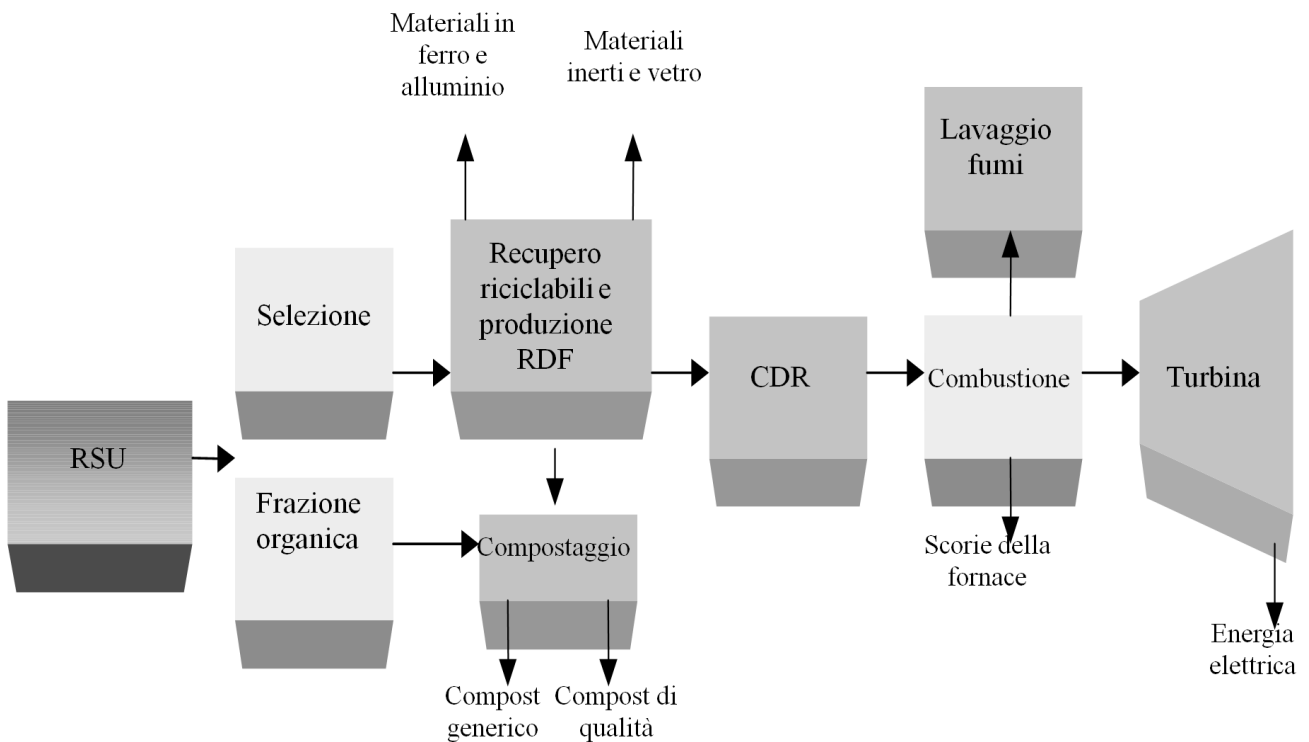 Materiali in
ferro e
alluminio
Materiali
inerti e vetro
Lavaggio
fumi
Recupero
riciclabili e
produzione
RDF
Selezione
CDR
Combustione
Turbina
RSU
Frazione
organica
Compostaggio
Scorie della
fornace
Energia
elettrica
Compost
generico
Compost di
qualità